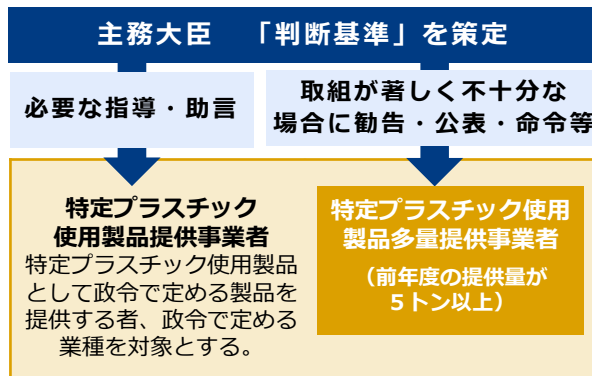 主務大臣　「判断基準」を策定
必要な指導・助言
取組が著しく不十分な
場合に勧告・公表・命令等
特定プラスチック
使用製品提供事業者
特定プラスチック使用製品
として政令で定める製品を
提供する者、政令で定める
業種を対象とする。
特定プラスチック使用
製品多量提供事業者
（前年度の提供量が
５トン以上）